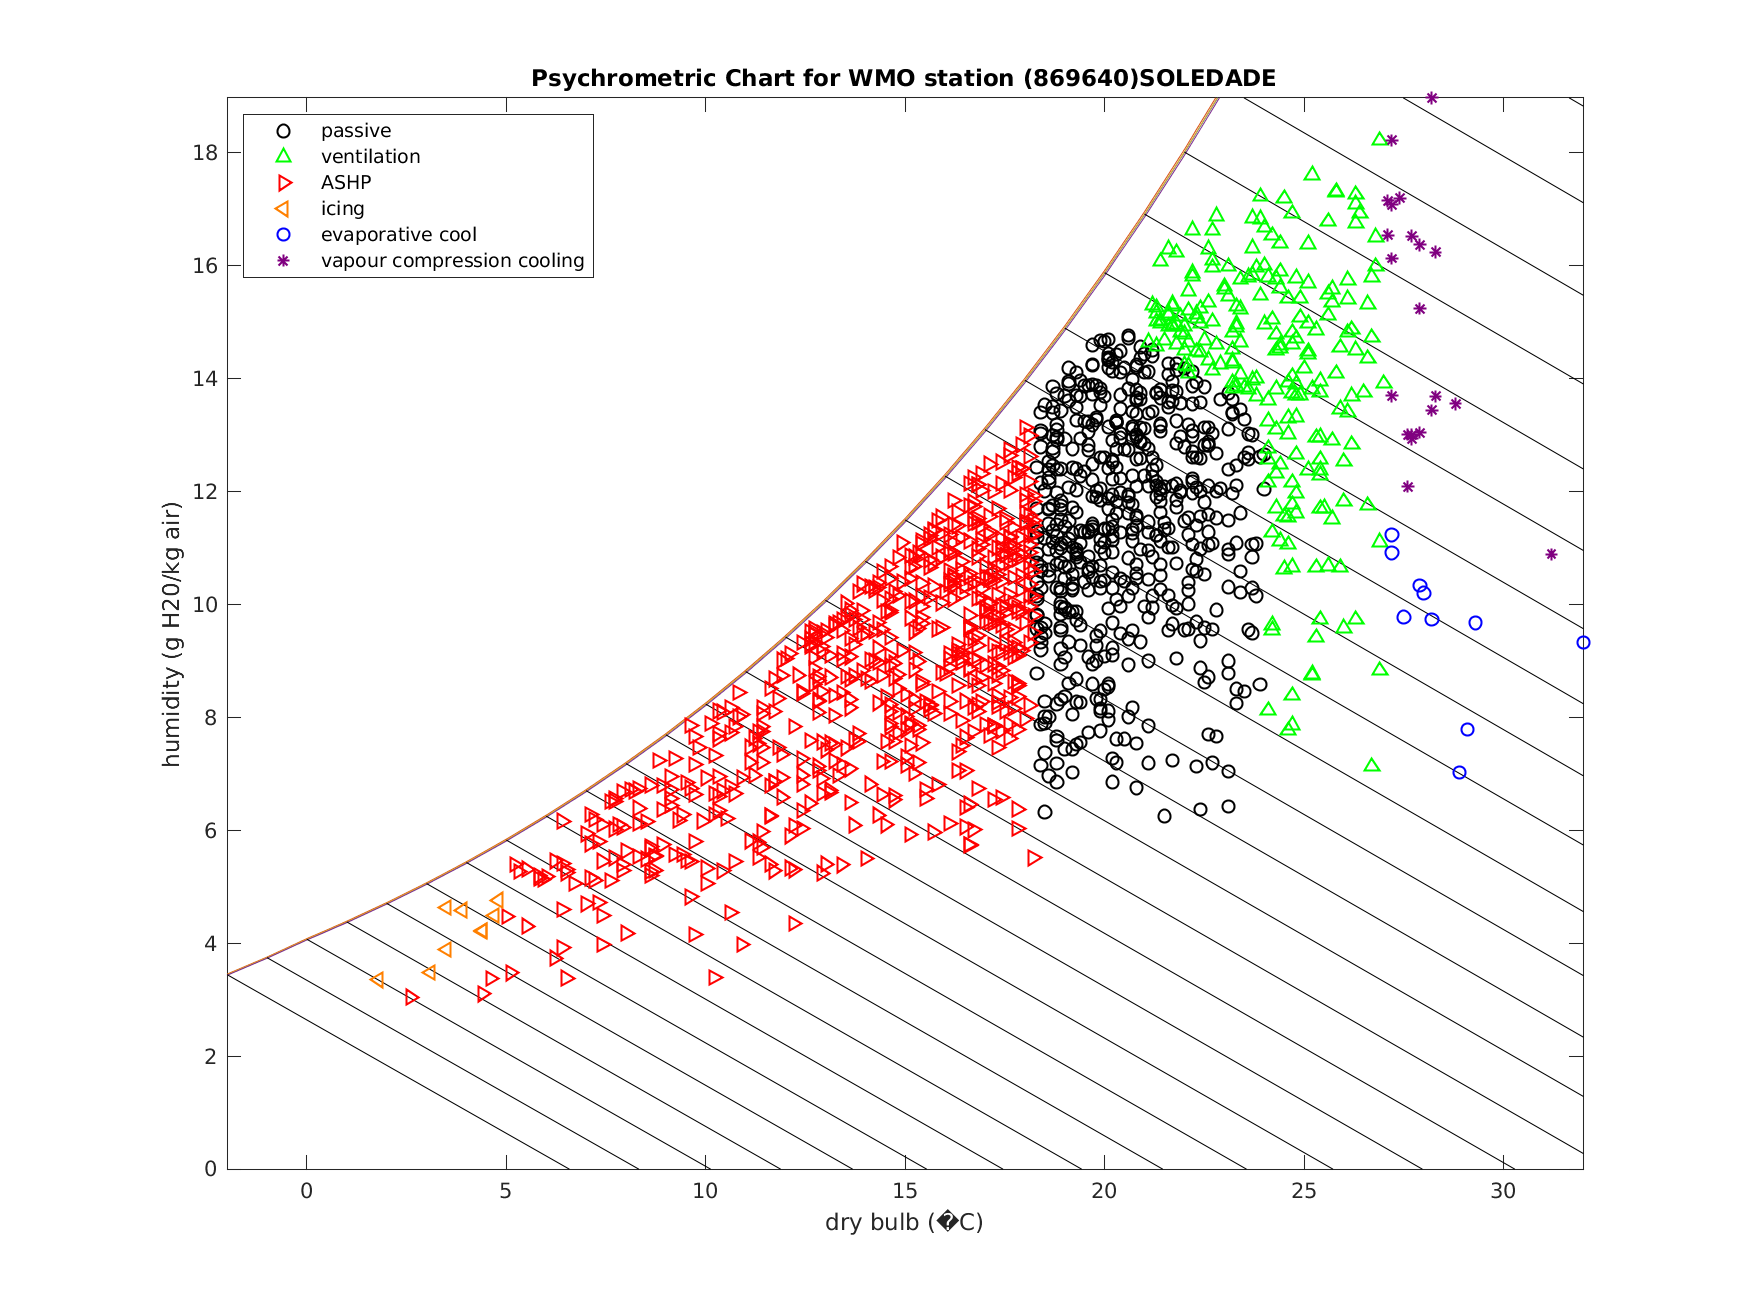 Psychrometric Chart for WMO station (869640)SOLEDADE
passive
ventilation
ASHP
icing
evaporative cool
vapour compression cooling
humidity (g H20/kg air)
18
16
14
12
10
8
6
4
2
0
0 5 10 15 20 25 30
dry bulb (�C)